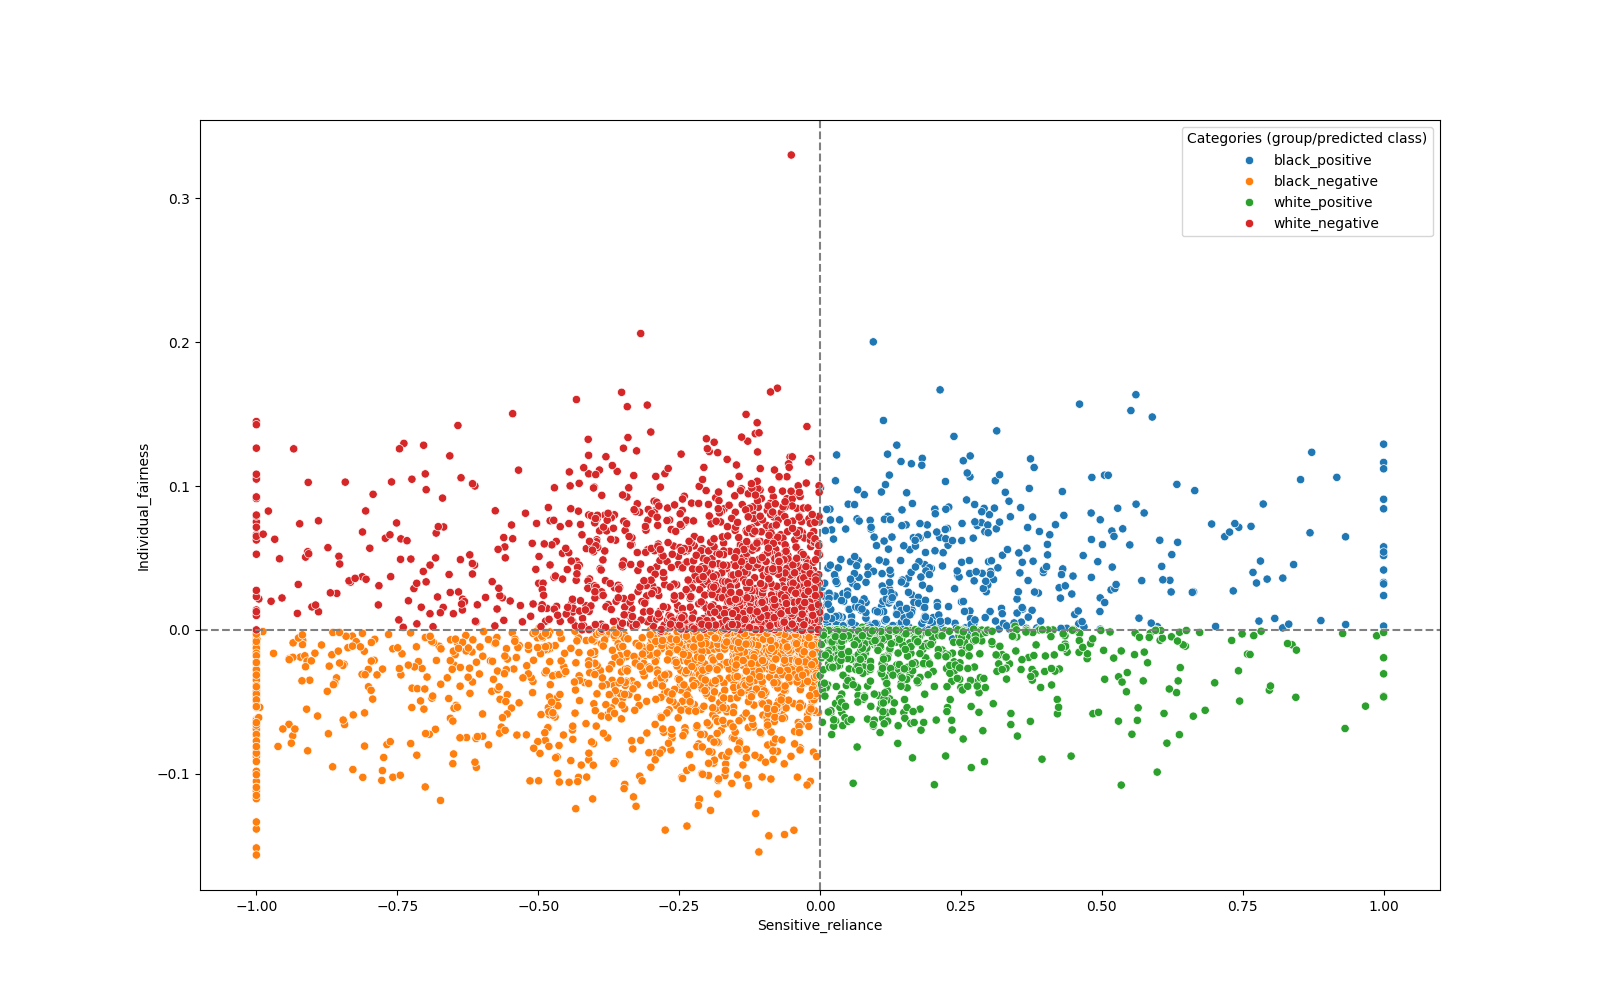 Categories (group/predicted class)
black_positive
black_negative
white_positive
white_negative
Individual_fairness
0.3
0.2
0.1
0.0
−0.1
−1.00
−0.75
−0.50
−0.25
0.00
0.25
0.50
0.75
1.00
Sensitive_reliance